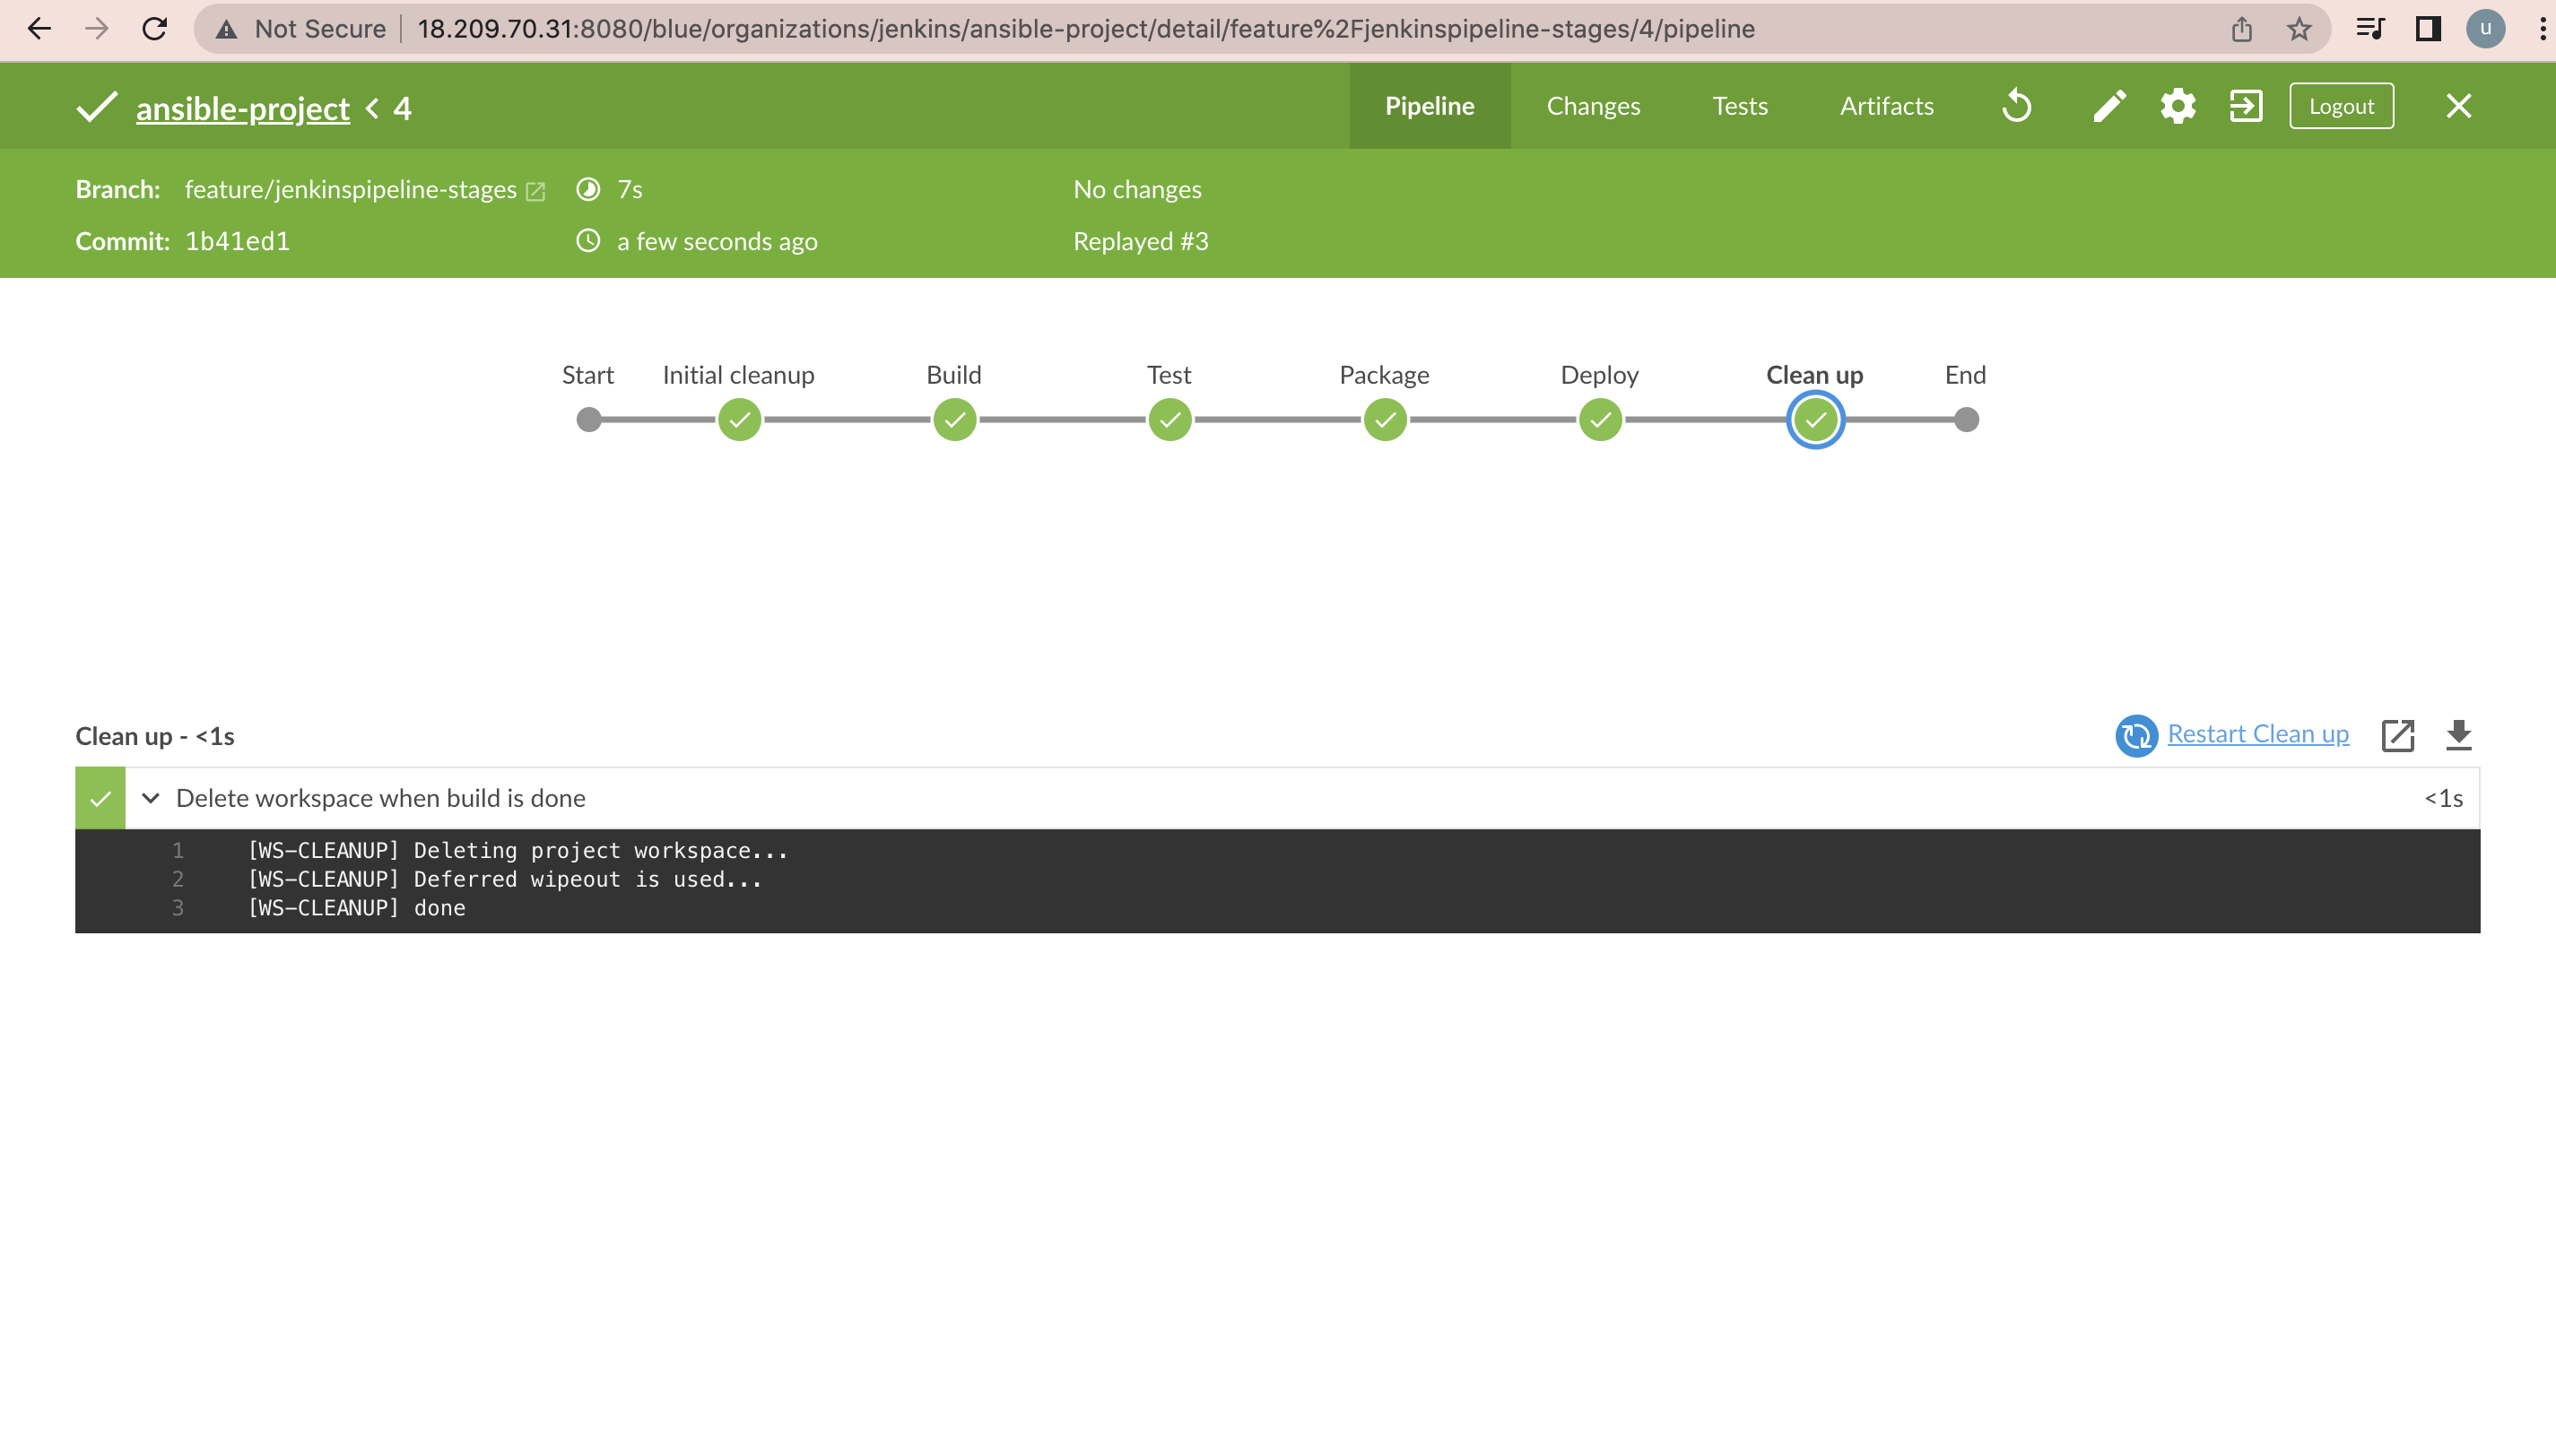 Not Secure 18.209.70.31:8080/blue/organizations/jenkins/ansible-project/detail/feature%2Fjenkinspipeline-stages/4/pipeline
u
ansible-project < 4
Pipeline Changes Tests Artifacts Logout
Branch: feature/jenkinspipeline-stages 7s No changes
Commit: 1b41ed1 a few seconds ago Replayed #3
Start Initial cleanup Build Test Package Deploy Clean up End
Clean up - <1s Restart Clean up
Delete workspace when build is done <1s
1 [WS-CLEANUP] Deleting project workspace...
2 [WS-CLEANUP] Deferred wipeout is used...
3 [WS-CLEANUP] done